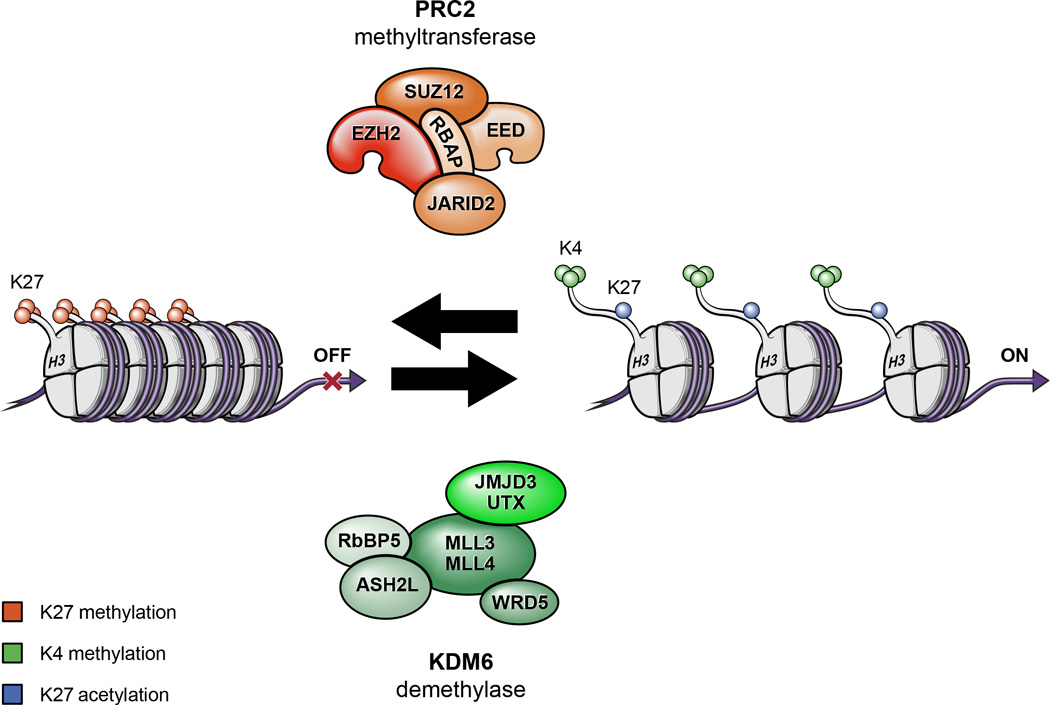 PRC2
methyltransferase
SUZ12
EZH2
RBAP
EED
JARID2
K27
H3
OFF
K4
K27
H3
H3
H3
ON
JMJD3
UTX
RbBP5
MLL3
MLL4
ASH2L
WRD5
KDM6
demethylase
K27 methylation
K4 methylation
K27 acetylation